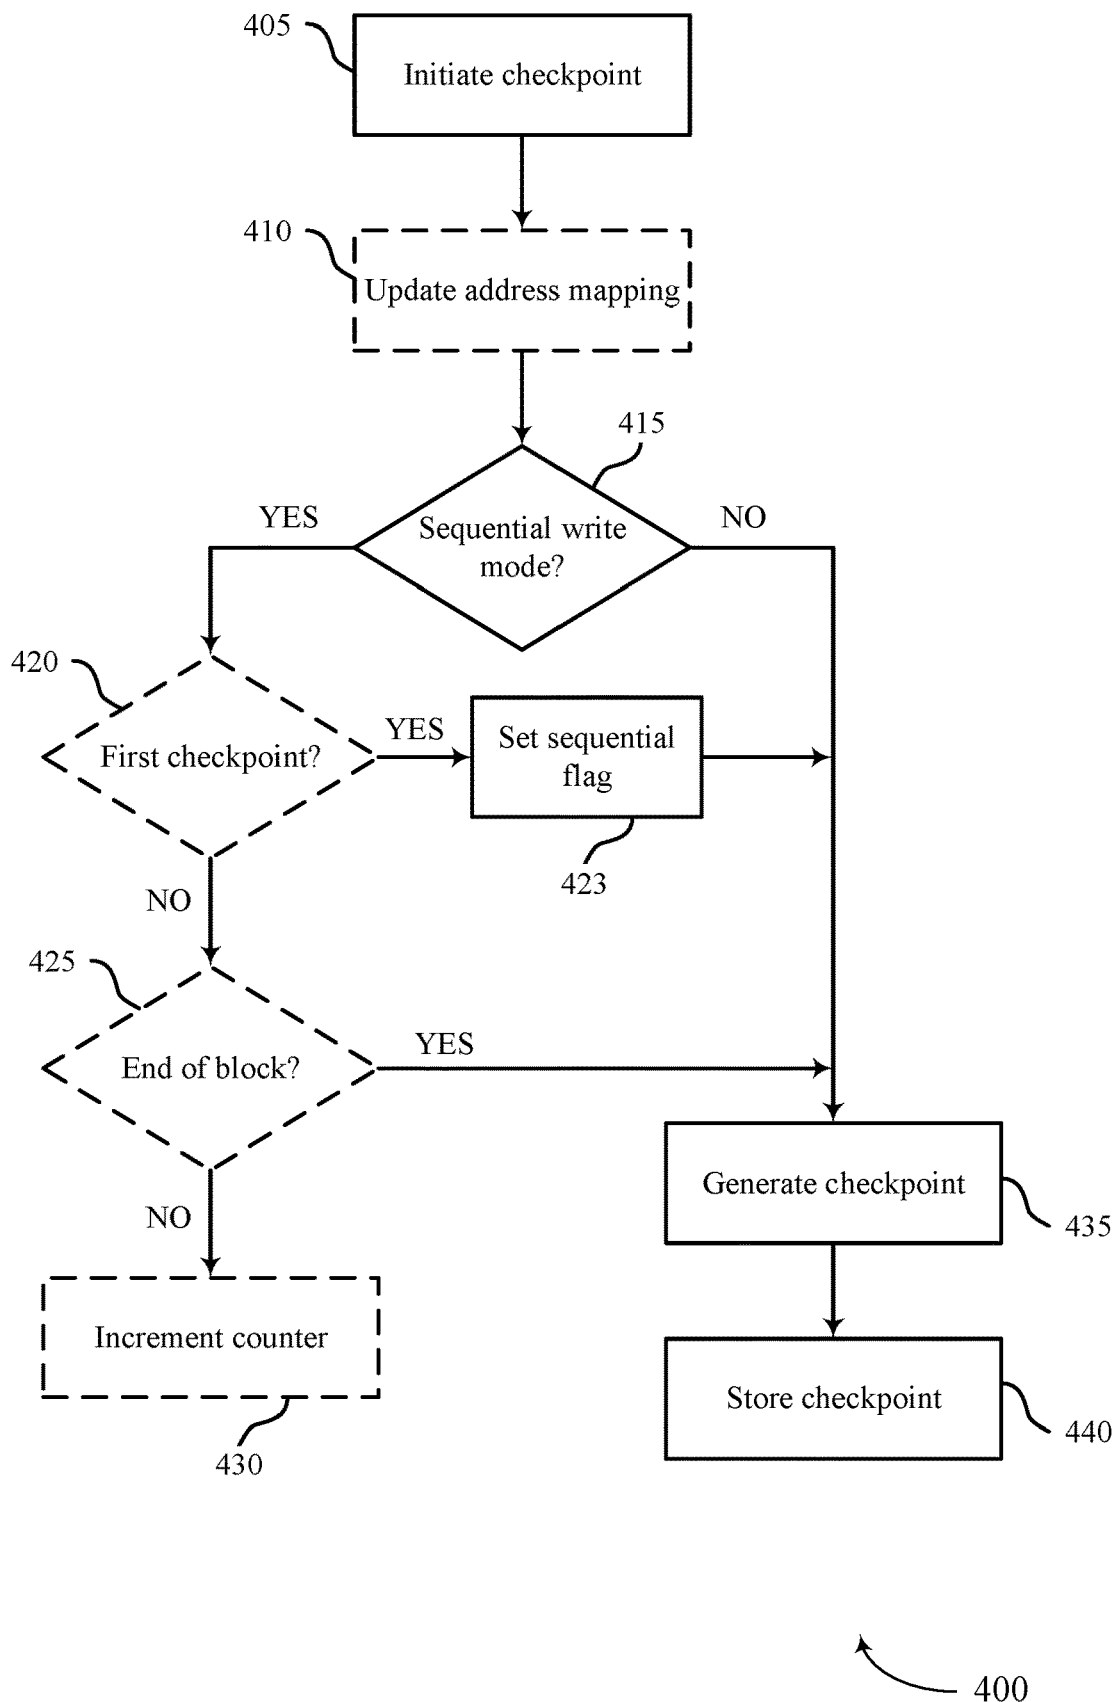 405
Initiate checkpoint
410
Update address mapping
415
YES
Sequential write
mode?
NO
420
First checkpoint?
YES
Set sequential
flag
423
NO
425
End of block?
YES
Generate checkpoint
435
NO
Increment counter
430
Store checkpoint
440
400